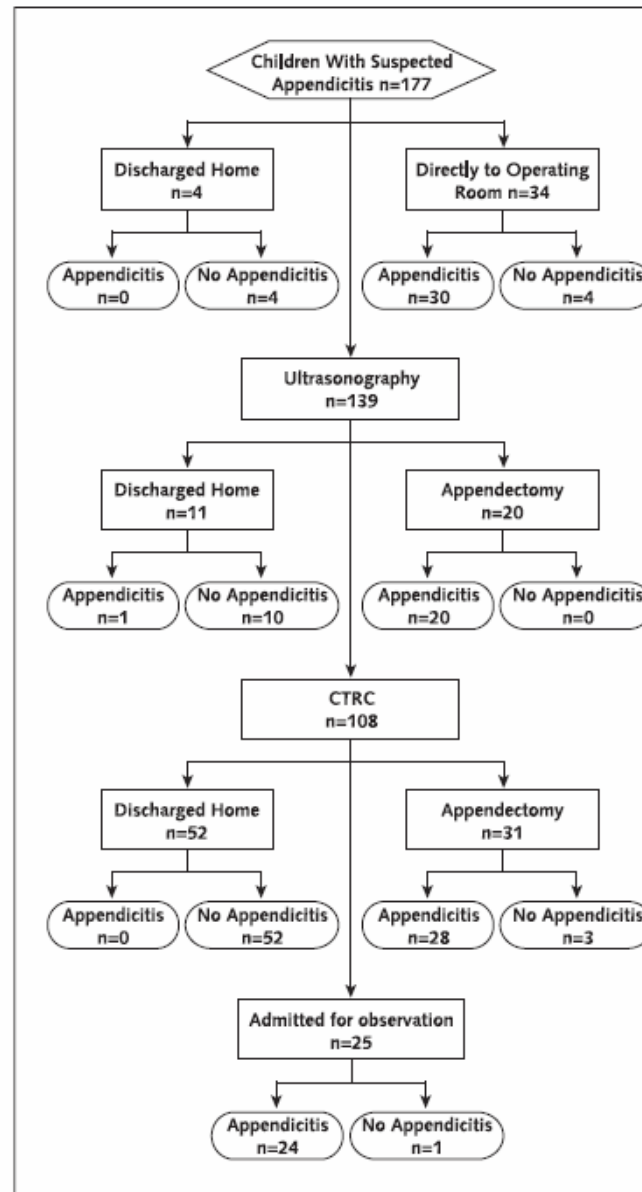 Children With Suspected
Appendicitis n=177
Discharged Home
n=4
Directly to Operating
Room n=34
Appendicitis
n=0
No Appendicitis
n=4
Appendicitis
n=30
No Appendicitis
n=4
Ultrasonography
n=139
Discharged Home
n=11
Appendectomy
n=20
Appendicitis
n=1
No Appendicitis
n=10
Appendicitis
n=20
No Appendicitis
n=0
CTRC
n=108
Discharged Home
n=52
Appendectomy
n=31
Appendicitis
n=0
No Appendicitis
n=52
Appendicitis
n=28
No Appendicitis
n=3
Admitted for observation
n=25
Appendicitis
n=24
No Appendicitis
n=1